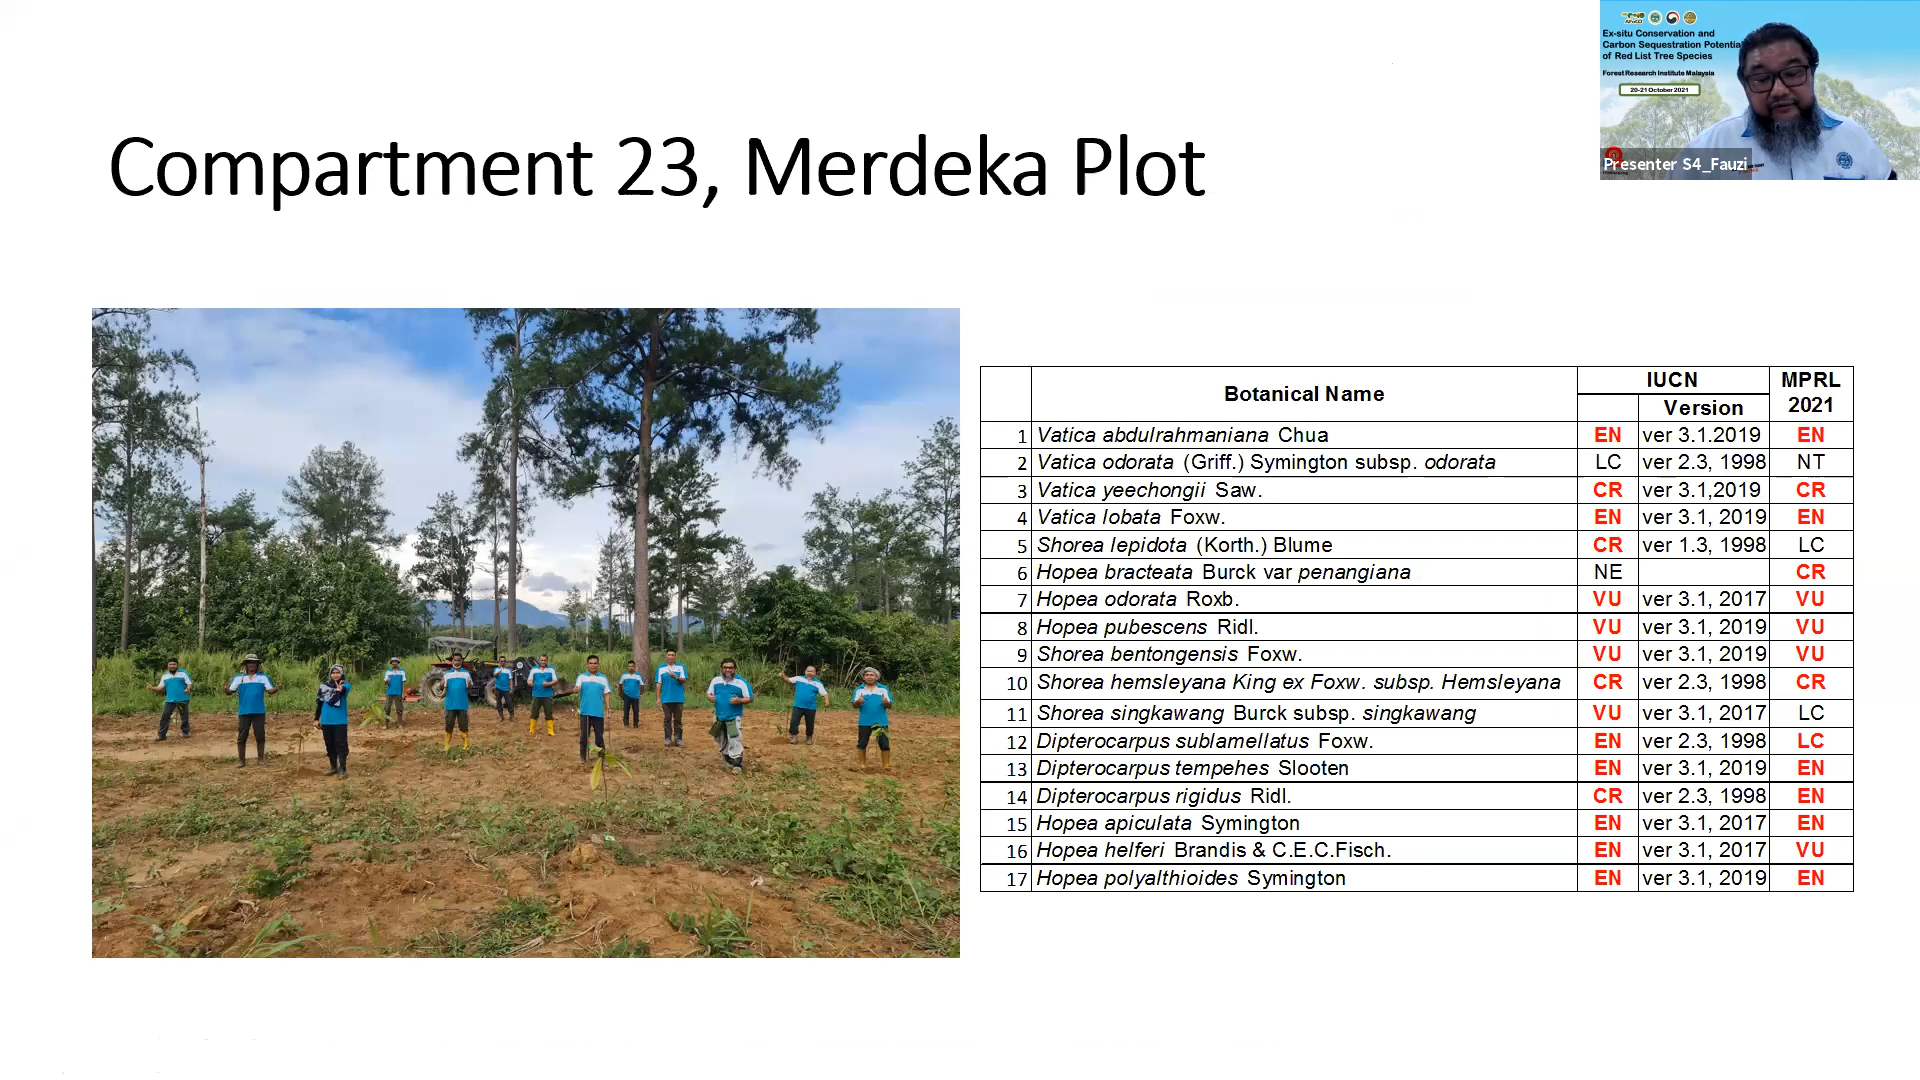 Ex-situ Conservation and
Carbon Sequestration Potential
of Red List Tree Species
Forest Research Institute Malaysia
20-21 October 2021
Presenter S4_Fauzi
Compartment 23, Merdeka Plot
Botanical Name IUCN MPRL
Version 2021
1 Vatica abdulrahmaniana Chua EN ver 3.1.2019 EN
2 Vatica odorata (Griff.) Symington subsp. odorata LC ver 2.3, 1998 NT
3 Vatica yeechongii Saw. CR ver 3.1,2019 CR
4 Vatica lobata Foxw. EN ver 3.1, 2019 EN
5 Shorea lepidota (Korth.) Blume CR ver 1.3, 1998 LC
6 Hopea bracteata Burck var penangiana NE CR
7 Hopea odorata Roxb. VU ver 3.1, 2017 VU
8 Hopea pubescens Ridl. VU ver 3.1, 2019 VU
9 Shorea bentongensis Foxw. VU ver 3.1, 2019 VU
10 Shorea hemsleyana King ex Foxw. subsp. Hemsleyana CR ver 2.3, 1998 CR
11 Shorea singkawang Burck subsp. singkawang VU ver 3.1, 2017 LC
12 Dipterocarpus sublamellatus Foxw. EN ver 2.3, 1998 LC
13 Dipterocarpus tempehes Slooten EN ver 3.1, 2019 EN
14 Dipterocarpus rigidus Ridl. CR ver 2.3, 1998 EN
15 Hopea apiculata Symington EN ver 3.1, 2017 EN
16 Hopea helferi Brandis & C.E.C.Fisch. EN ver 3.1, 2017 VU
17 Hopea polyalthioides Symington EN ver 3.1, 2019 EN